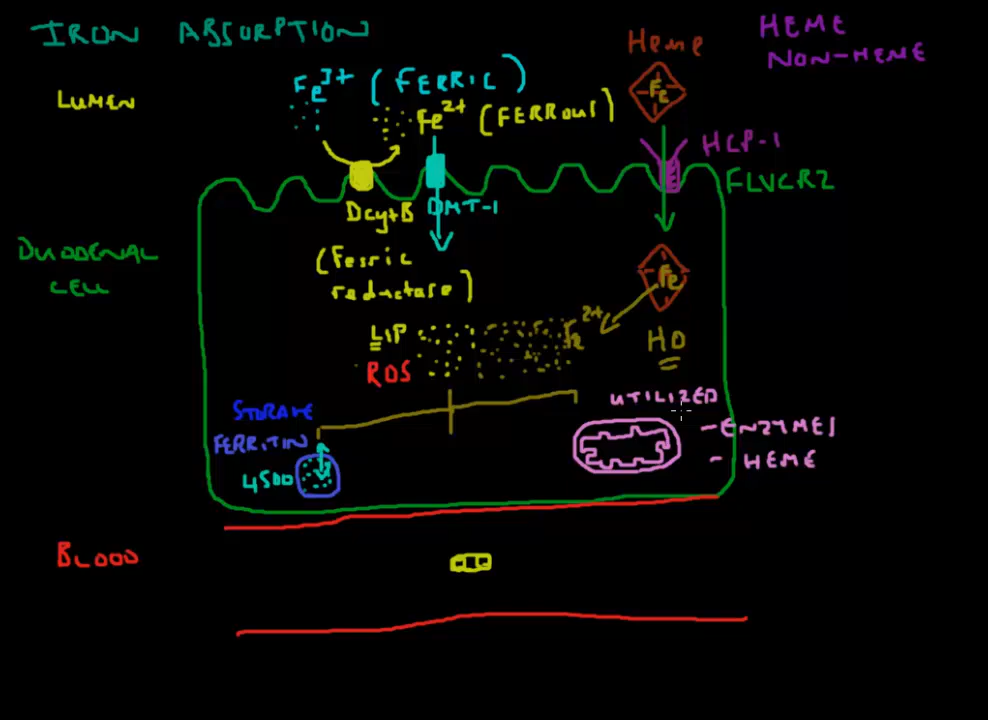 IRON ABSORPTION
HEME
NON-HEME
Heme
Fe3+ (FERRIC)
Fe
LUMEN
Fe2+ (FERROUS)
HCP-1
FLVCR2
DcytB
DMT-1
DUODENAL
CELL
(Ferric
reductase)
Fe
LIP
Fe2+
HO
ROS
UTILIZED
STORAGE
- ENZYMES
FERRITIN
- HEME
4500
BLOOD